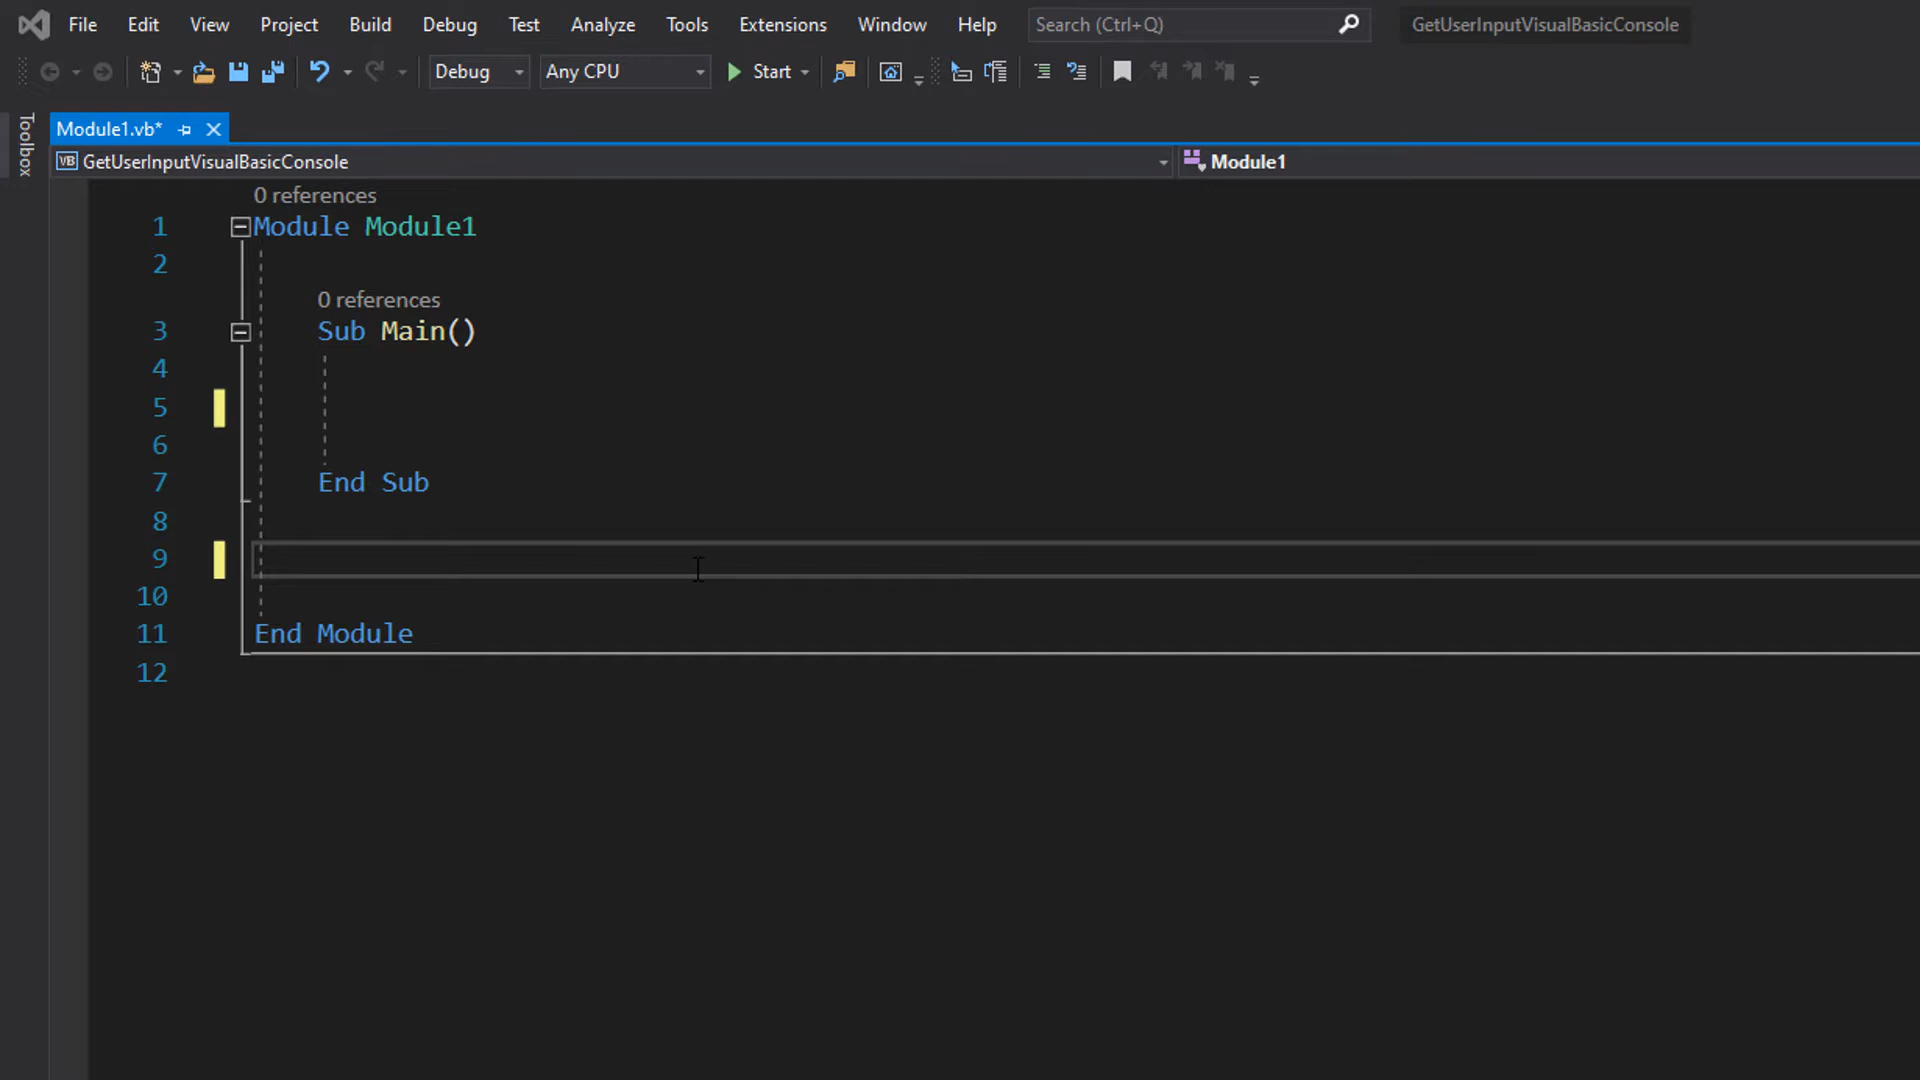 File Edit View Project Build Debug Test Analyze Tools Extensions Window Help Search (Ctrl+Q) GetUserInputVisualBasicConsole
Debug Any CPU Start
Toolbox
Module1.vb*
VB GetUserInputVisualBasicConsole Module1
0 references
1 Module Module1
2
0 references
3 Sub Main()
4
5
6
7 End Sub
8
9
10
11 End Module
12